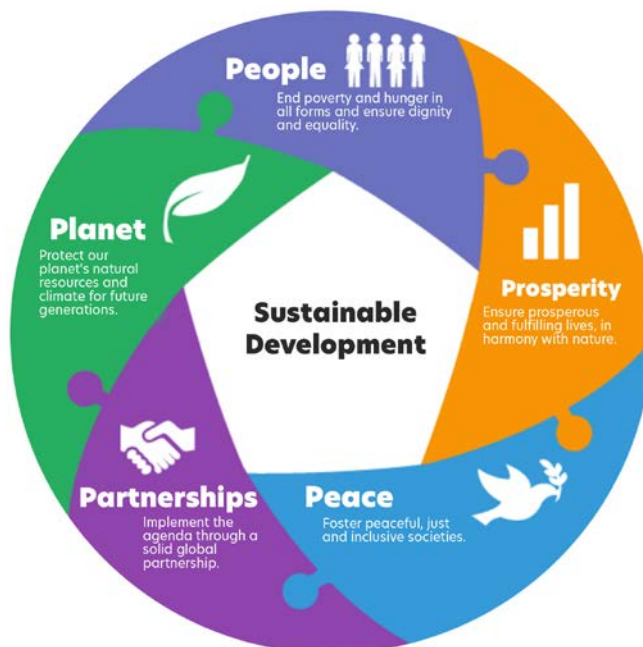 People
End poverty and hunger in
all forms and ensure dignity
and equality.
Prosperity
Ensure prosperous
and fulfilling lives, in
harmony with nature.
Peace
Foster peaceful, just
and inclusive societies.
Partnerships
Implement the
agenda through a
solid global
partnership.
Planet
Protect our
planet's natural
resources and
climate for future
generations.
Sustainable
Development